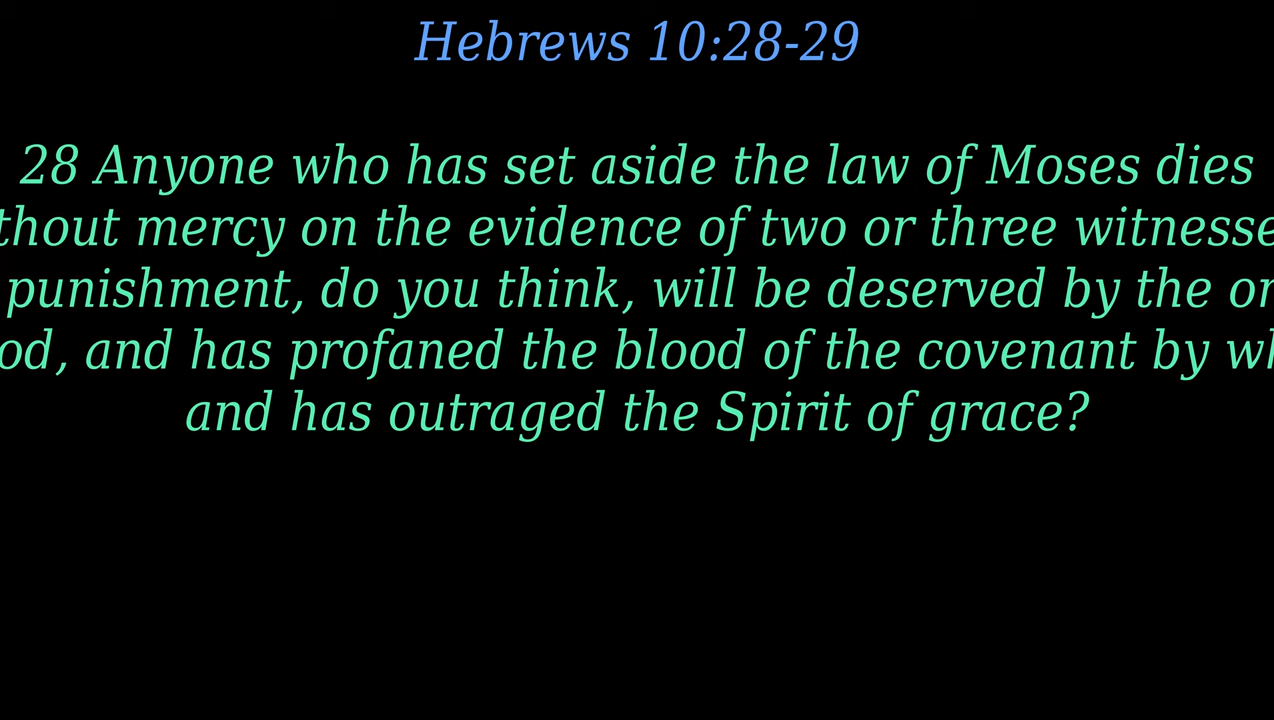 Hebrews 10:28-29
28 Anyone who has set aside the law of Moses dies
thout mercy on the evidence of two or three witnesse
punishment, do you think, will be deserved by the
od, and has profaned the blood of the covenant by
and has outraged the Spirit of grace?